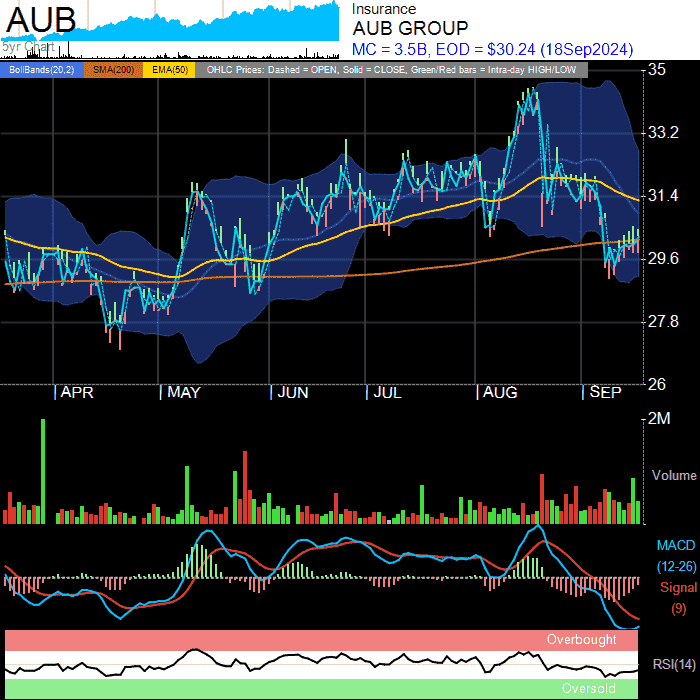 AUB
5yr Chart
Insurance
AUB GROUP
MC = 3.5B, EOD = $30.24 (18Sep2024)
BollBands(20,2) SMA(200) EMA(50) OHLC Prices: Dashed = OPEN, Solid = CLOSE, Green/Red bars = Intra-day HIGH/LOW
35
33.2
31.4
29.6
27.8
26
APR MAY JUN JUL AUG SEP
2M
Volume
MACD
(12-26)
Signal
(9)
Overbought
RSI(14)
Oversold